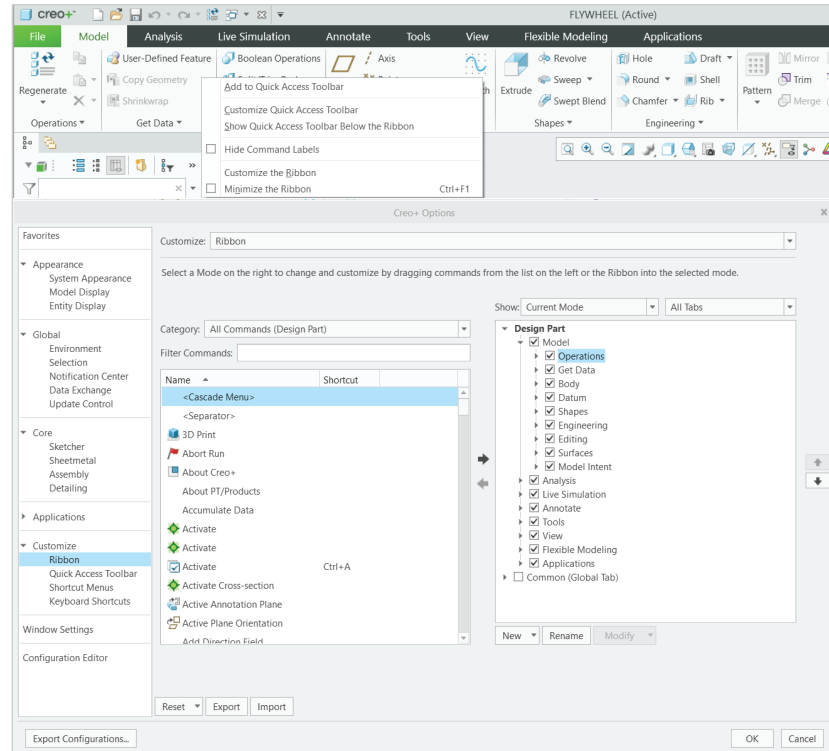 creo+
FLYWHEEL (Active)
File Model Analysis Live Simulation Annotate Tools View Flexible Modeling Applications
User-Defined Feature Boolean Operations Axis Revolve Hole Draft Mirror
Regenerate Copy Geometry Extrude Sweep Round Shell Pattern Trim
Shrinkwrap Swept Blend Chamfer Rib Merge
Operations Get Data Shapes Engineering
Add to Quick Access Toolbar
Customize Quick Access Toolbar
Show Quick Access Toolbar Below the Ribbon
Hide Command Labels
Customize the Ribbon
Minimize the Ribbon Ctrl+F1
Creo+ Options
Favorites
Appearance
System Appearance
Model Display
Entity Display
Global
Environment
Selection
Notification Center
Data Exchange
Update Control
Core
Sketcher
Sheetmetal
Assembly
Detailing
Applications
Customize
Ribbon
Quick Access Toolbar
Shortcut Menus
Keyboard Shortcuts
Window Settings
Configuration Editor
Customize: Ribbon
Select a Mode on the right to change and customize by dragging commands from the list on the left or the Ribbon into the selected mode.
Category: All Commands (Design Part)
Filter Commands:
Name Shortcut
<Cascade Menu>
<Separator>
3D Print
Abort Run
About Creo+
About PT/Products
Accumulate Data
Activate
Activate
Activate Ctrl+A
Activate Cross-section
Active Annotation Plane
Active Plane Orientation
Add Direction Field
Show: Current Mode All Tabs
Design Part
Model
Operations
Get Data
Body
Datum
Shapes
Engineering
Editing
Surfaces
Model Intent
Analysis
Live Simulation
Annotate
Tools
View
Flexible Modeling
Applications
Common (Global Tab)
New Rename Modify
Reset Export Import
Export Configurations... OK Cancel